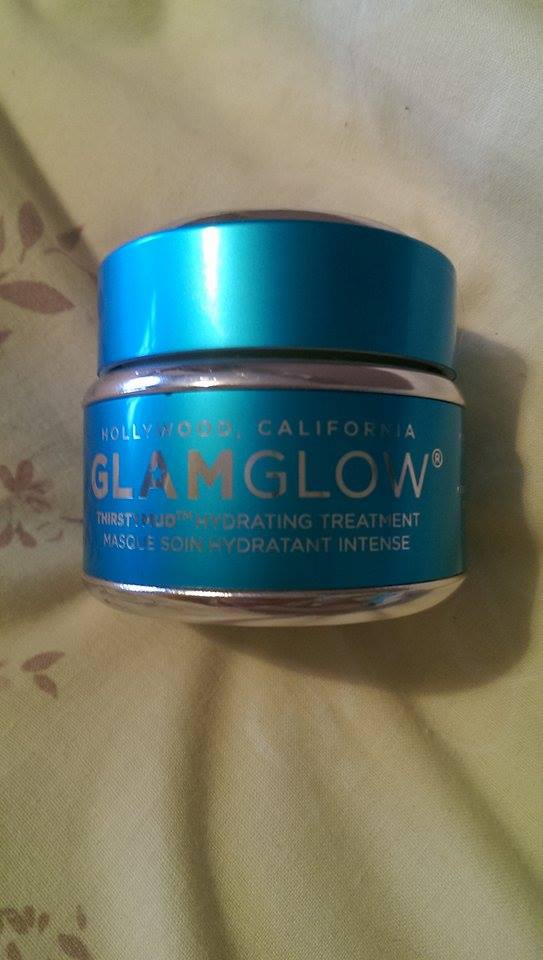 HOLLYWOOD, CALIFORNIA
GLAMGLOW®
THIRSTYMUD™ HYDRATING TREATMENT
MASQUE SOIN HYDRATANT INTENSE